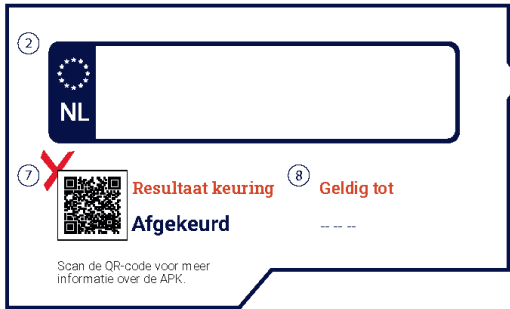 2
NL
7
Resultaat keuring
8
Geldig tot
Afgekeurd
-- -- --
Scan de QR-code voor meer
informatie over de APK.